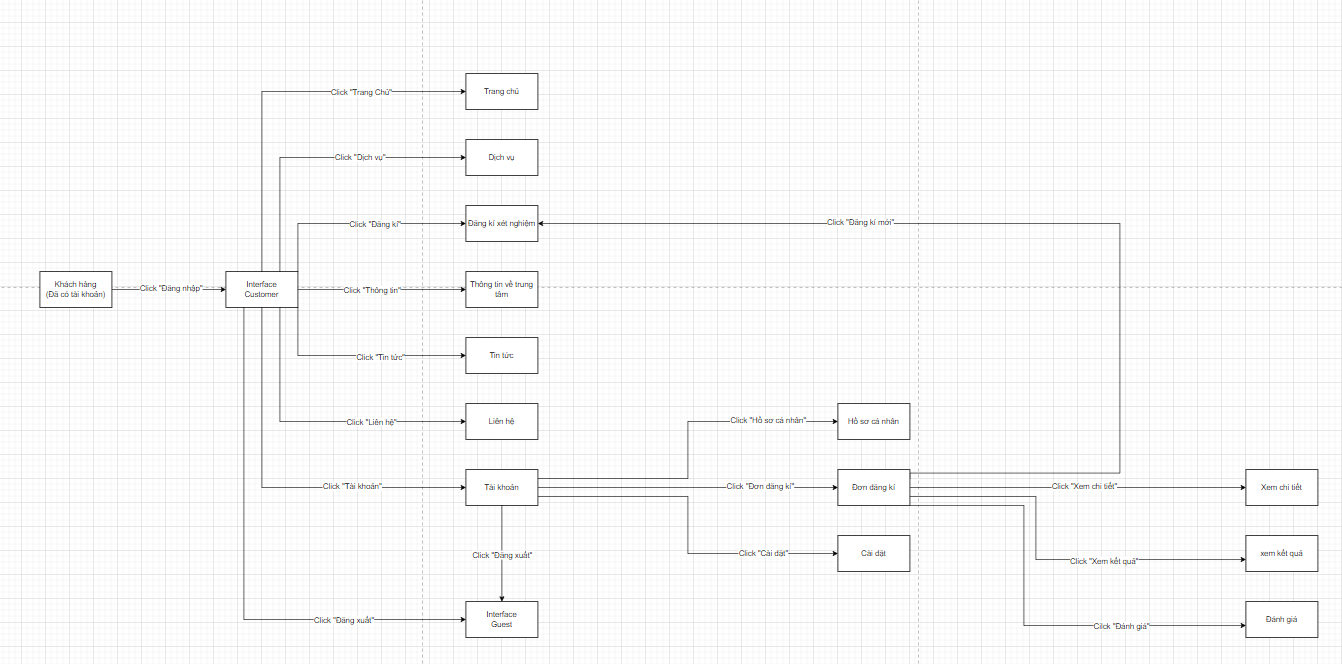 Click "Trang Chủ"
Trang chủ
Click "Dịch vụ"
Dịch vụ
Click "Đăng kí"
Đăng kí xét nghiệm
Click "Đăng kí mới"
Khách hàng
(Đã có tài khoản)
Click "Đăng nhập"
Interface
Customer
Click "Thông tin"
Thông tin về trung
tâm
Click "Tin tức"
Tin tức
Click "Liên hệ"
Liên hệ
Click "Hồ sơ cá nhân"
Hồ sơ cá nhân
Click "Tài khoản"
Tài khoản
Click "Đơn đăng kí"
Đơn đăng kí
Click "Xem chi tiết"
Xem chi tiết
Click "Đăng xuất"
Click "Cài đặt"
Cài đặt
Click "Xem kết quả"
xem kết quả
Click "Đăng xuất"
Interface
Guest
Click "Đánh giá"
Đánh giá